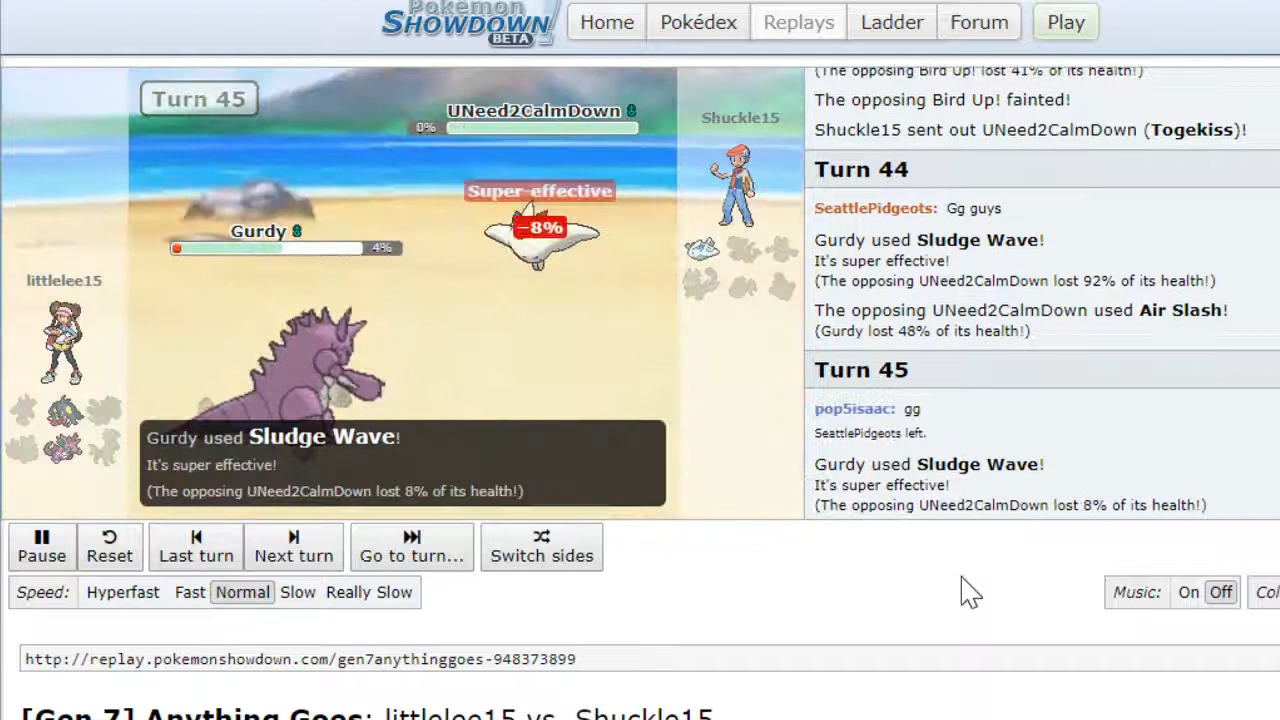 Pokémon
SHOWDOWN
BETA
Home
Pokédex
Replays
Ladder
Forum
Play
Turn 45
UNeed2CalmDown
0%
Shuckle15
Super effective
−8%
Gurdy
4%
littlelee15
Gurdy used Sludge Wave!
It's super effective!
(The opposing UNeed2CalmDown lost 8% of its health!)
(The opposing Bird Up! lost 41% of its health!)
The opposing Bird Up! fainted!
Shuckle15 sent out UNeed2CalmDown (Togekiss)!
Turn 44
SeattlePidgeots: Gg guys
Gurdy used Sludge Wave!
It's super effective!
(The opposing UNeed2CalmDown lost 92% of its health!)
The opposing UNeed2CalmDown used Air Slash!
(Gurdy lost 48% of its health!)
Turn 45
pop5isaac: gg
SeattlePidgeots left.
Gurdy used Sludge Wave!
It's super effective!
(The opposing UNeed2CalmDown lost 8% of its health!)
Pause
Reset
Last turn
Next turn
Go to turn...
Switch sides
Speed: Hyperfast Fast Normal Slow Really Slow
Music: On Off
Col
http://replay.pokemonshowdown.com/gen7anythinggoes-948373899
[Gen 7] Anything Goes: littlelee15 vs. Shuckle15